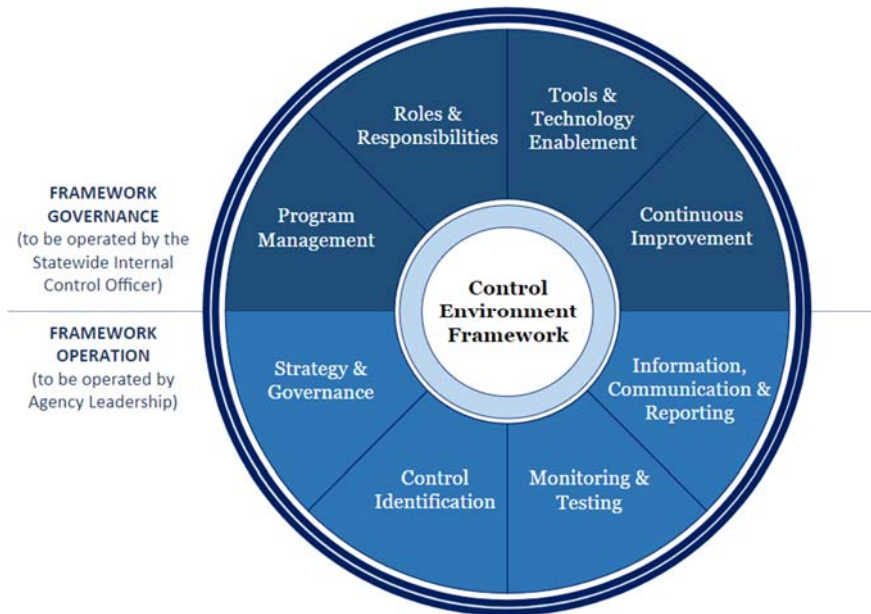 Roles &
Responsibilities
Tools &
Technology
Enablement
FRAMEWORK
GOVERNANCE
(to be operated by the
Statewide Internal
Control Officer)
Program
Management
Continuous
Improvement
Control
Environment
Framework
FRAMEWORK
OPERATION
(to be operated by
Agency Leadership)
Strategy &
Governance
Information,
Communication &
Reporting
Control
Identification
Monitoring &
Testing